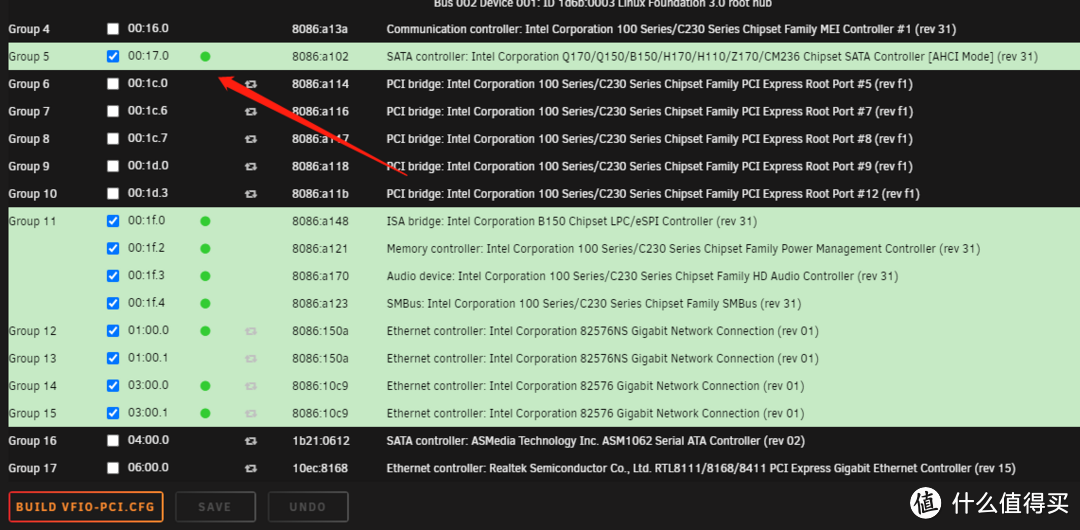 Bus 002 Device 001: ID 1d6b:0003 Linux Foundation 3.0 root hub
Group 4 00:16.0 8086:a13a Communication controller: Intel Corporation 100 Series/C230 Series Chipset Family MEI Controller #1 (rev 31)
Group 5 00:17.0 8086:a102 SATA controller: Intel Corporation Q170/Q150/B150/H170/H110/Z170/CM236 Chipset SATA Controller [AHCI Mode] (rev 31)
Group 6 00:1c.0 8086:a114 PCI bridge: Intel Corporation 100 Series/C230 Series Chipset Family PCI Express Root Port #5 (rev f1)
Group 7 00:1c.6 8086:a116 PCI bridge: Intel Corporation 100 Series/C230 Series Chipset Family PCI Express Root Port #7 (rev f1)
Group 8 00:1c.7 8086:a117 PCI bridge: Intel Corporation 100 Series/C230 Series Chipset Family PCI Express Root Port #8 (rev f1)
Group 9 00:1d.0 8086:a118 PCI bridge: Intel Corporation 100 Series/C230 Series Chipset Family PCI Express Root Port #9 (rev f1)
Group 10 00:1d.3 8086:a11b PCI bridge: Intel Corporation 100 Series/C230 Series Chipset Family PCI Express Root Port #12 (rev f1)
Group 11 00:1f.0 8086:a148 ISA bridge: Intel Corporation B150 Chipset LPC/eSPI Controller (rev 31)
00:1f.2 8086:a121 Memory controller: Intel Corporation 100 Series/C230 Series Chipset Family Power Management Controller (rev 31)
00:1f.3 8086:a170 Audio device: Intel Corporation 100 Series/C230 Series Chipset Family HD Audio Controller (rev 31)
00:1f.4 8086:a123 SMBus: Intel Corporation 100 Series/C230 Series Chipset Family SMBus (rev 31)
Group 12 01:00.0 8086:150a Ethernet controller: Intel Corporation 82576NS Gigabit Network Connection (rev 01)
Group 13 01:00.1 8086:150a Ethernet controller: Intel Corporation 82576NS Gigabit Network Connection (rev 01)
Group 14 03:00.0 8086:10c9 Ethernet controller: Intel Corporation 82576 Gigabit Network Connection (rev 01)
Group 15 03:00.1 8086:10c9 Ethernet controller: Intel Corporation 82576 Gigabit Network Connection (rev 01)
Group 16 04:00.0 1b21:0612 SATA controller: ASMedia Technology Inc. ASM1062 Serial ATA Controller (rev 02)
Group 17 06:00.0 10ec:8168 Ethernet controller: Realtek Semiconductor Co., Ltd. RTL8111/8168/8411 PCI Express Gigabit Ethernet Controller (rev 15)
BUILD VFIO-PCI.CFG SAVE UNDO
值 什么值得买